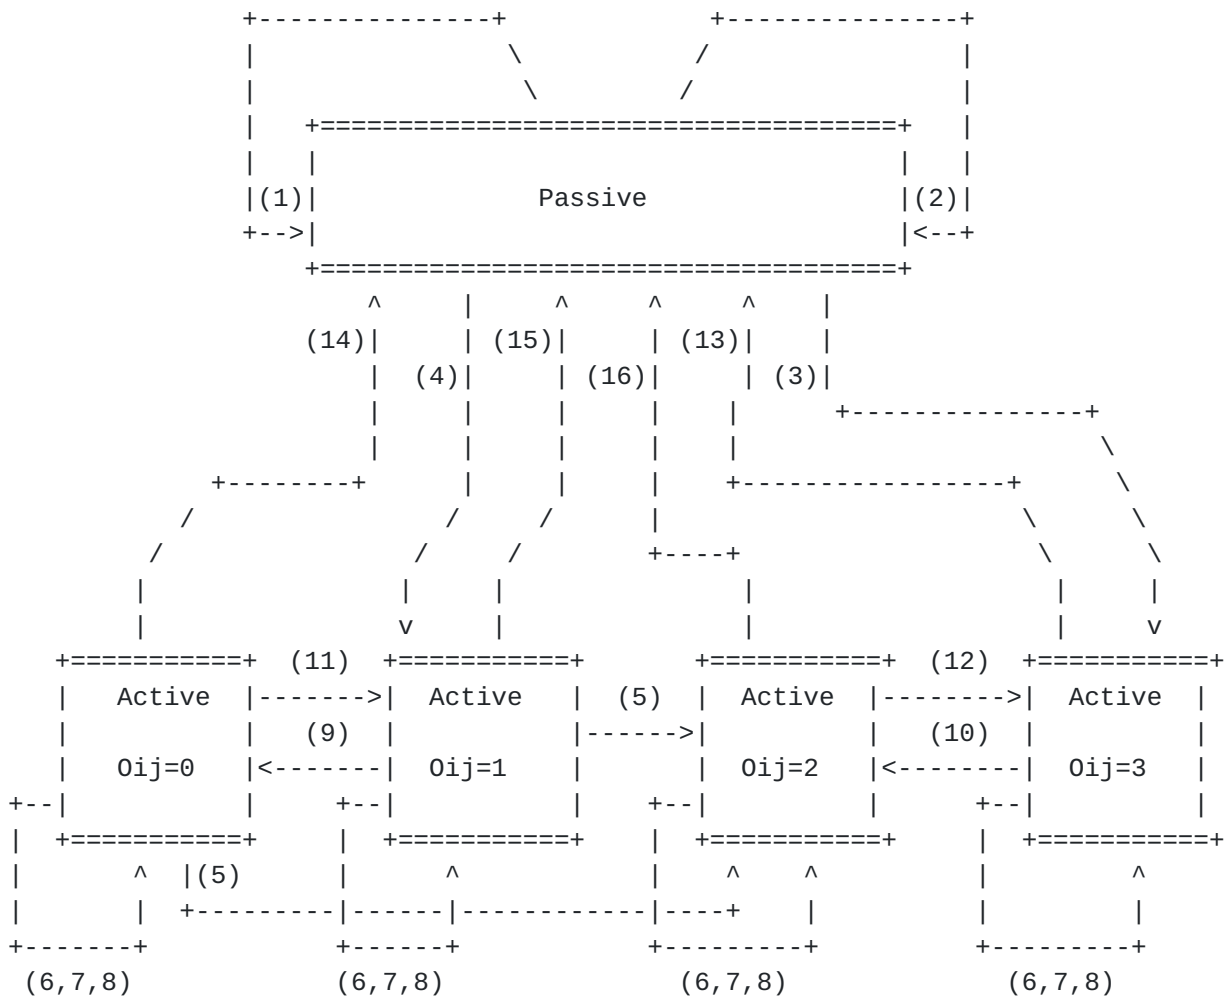 (1) Passive (2)
(14) (15) (13)
(4) (16) (3)
(11) (12)
Active Active (5) Active Active
(9) (10)
Oij=0 Oij=1 Oij=2 Oij=3
(5)
(6,7,8) (6,7,8) (6,7,8) (6,7,8)